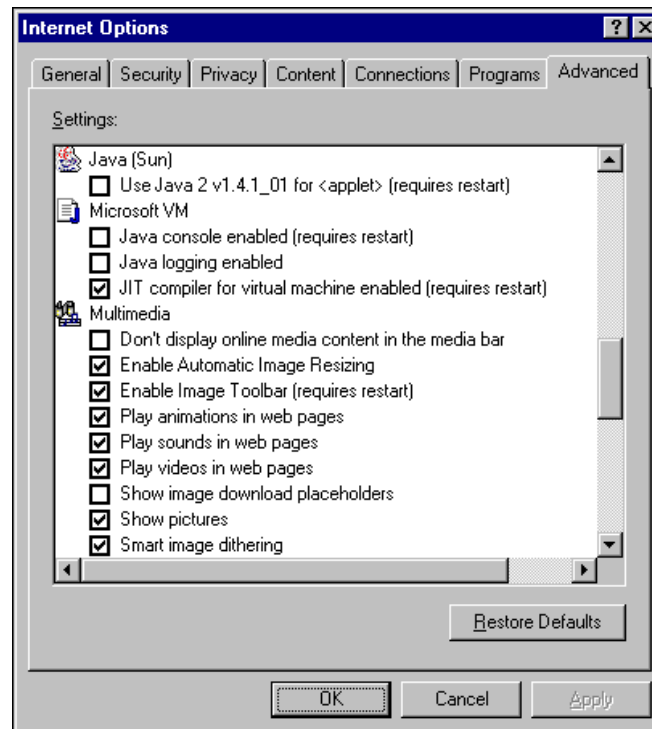 Internet Options
General Security Privacy Content Connections Programs Advanced
Settings:
Java (Sun)
Use Java 2 v1.4.1_01 for <applet> (requires restart)
Microsoft VM
Java console enabled (requires restart)
Java logging enabled
JIT compiler for virtual machine enabled (requires restart)
Multimedia
Don't display online media content in the media bar
Enable Automatic Image Resizing
Enable Image Toolbar (requires restart)
Play animations in web pages
Play sounds in web pages
Play videos in web pages
Show image download placeholders
Show pictures
Smart image dithering
Restore Defaults
OK Cancel Apply